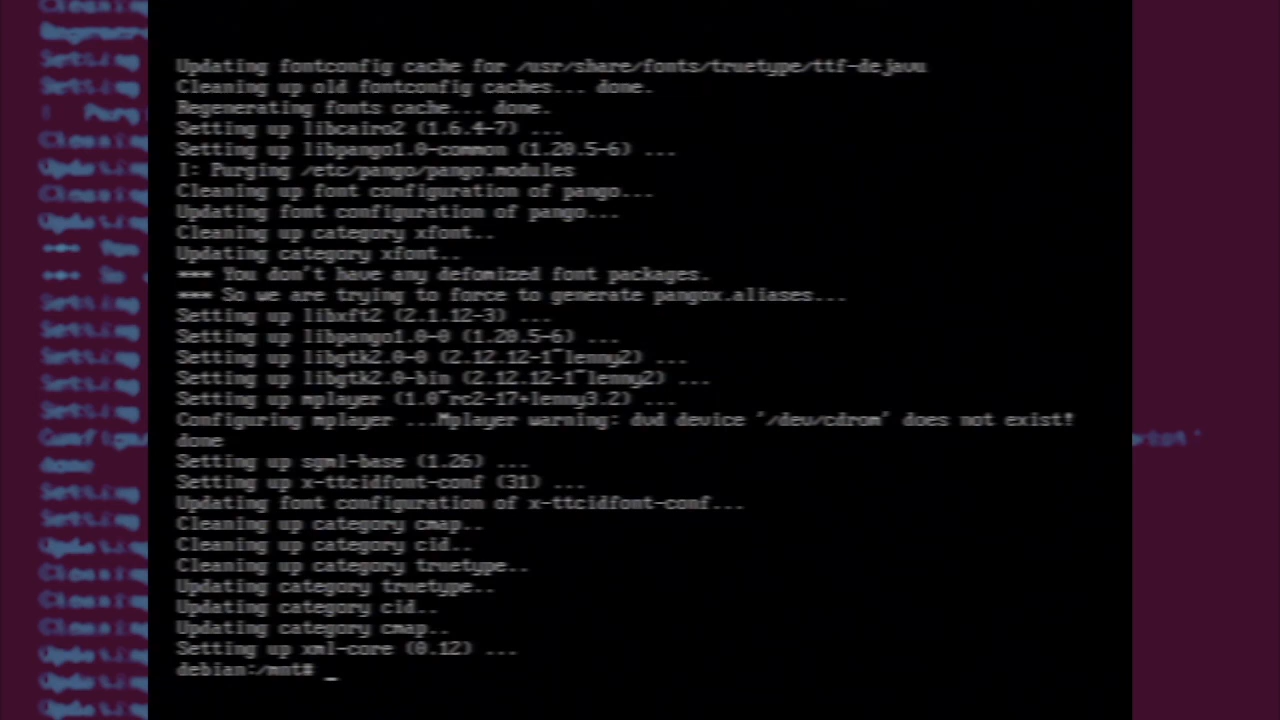 Updating fontconfig cache for /usr/share/fonts/truetype/ttf-dejavu
Cleaning up old fontconfig caches... done.
Regenerating fonts cache... done.
Setting up libcairo2 (1.6.4-7) ...
Setting up libpango1.0-common (1.20.5-6) ...
I: Purging /etc/pango/pango.modules
Cleaning up font configuration of pango...
Updating font configuration of pango...
Cleaning up category xfont..
Updating category xfont..
*** You don't have any defomized font packages.
*** So we are trying to force to generate pangox.aliases...
Setting up libxft2 (2.1.12-3) ...
Setting up libpango1.0-0 (1.20.5-6) ...
Setting up libgtk2.0-0 (2.12.12-1~lenny2) ...
Setting up libgtk2.0-bin (2.12.12-1~lenny2) ...
Setting up mplayer (1.0~rc2-17+lenny3.2) ...
Configuring mplayer ...Mplayer warning: dvd device '/dev/cdrom' does not exist!
done
Setting up sgml-base (1.26) ...
Setting up x-ttcidfont-conf (31) ...
Updating font configuration of x-ttcidfont-conf...
Cleaning up category cmap..
Cleaning up category cid..
Cleaning up category truetype..
Updating category truetype..
Updating category cid..
Updating category cmap..
Setting up xml-core (0.12) ...
debian:/mnt# _